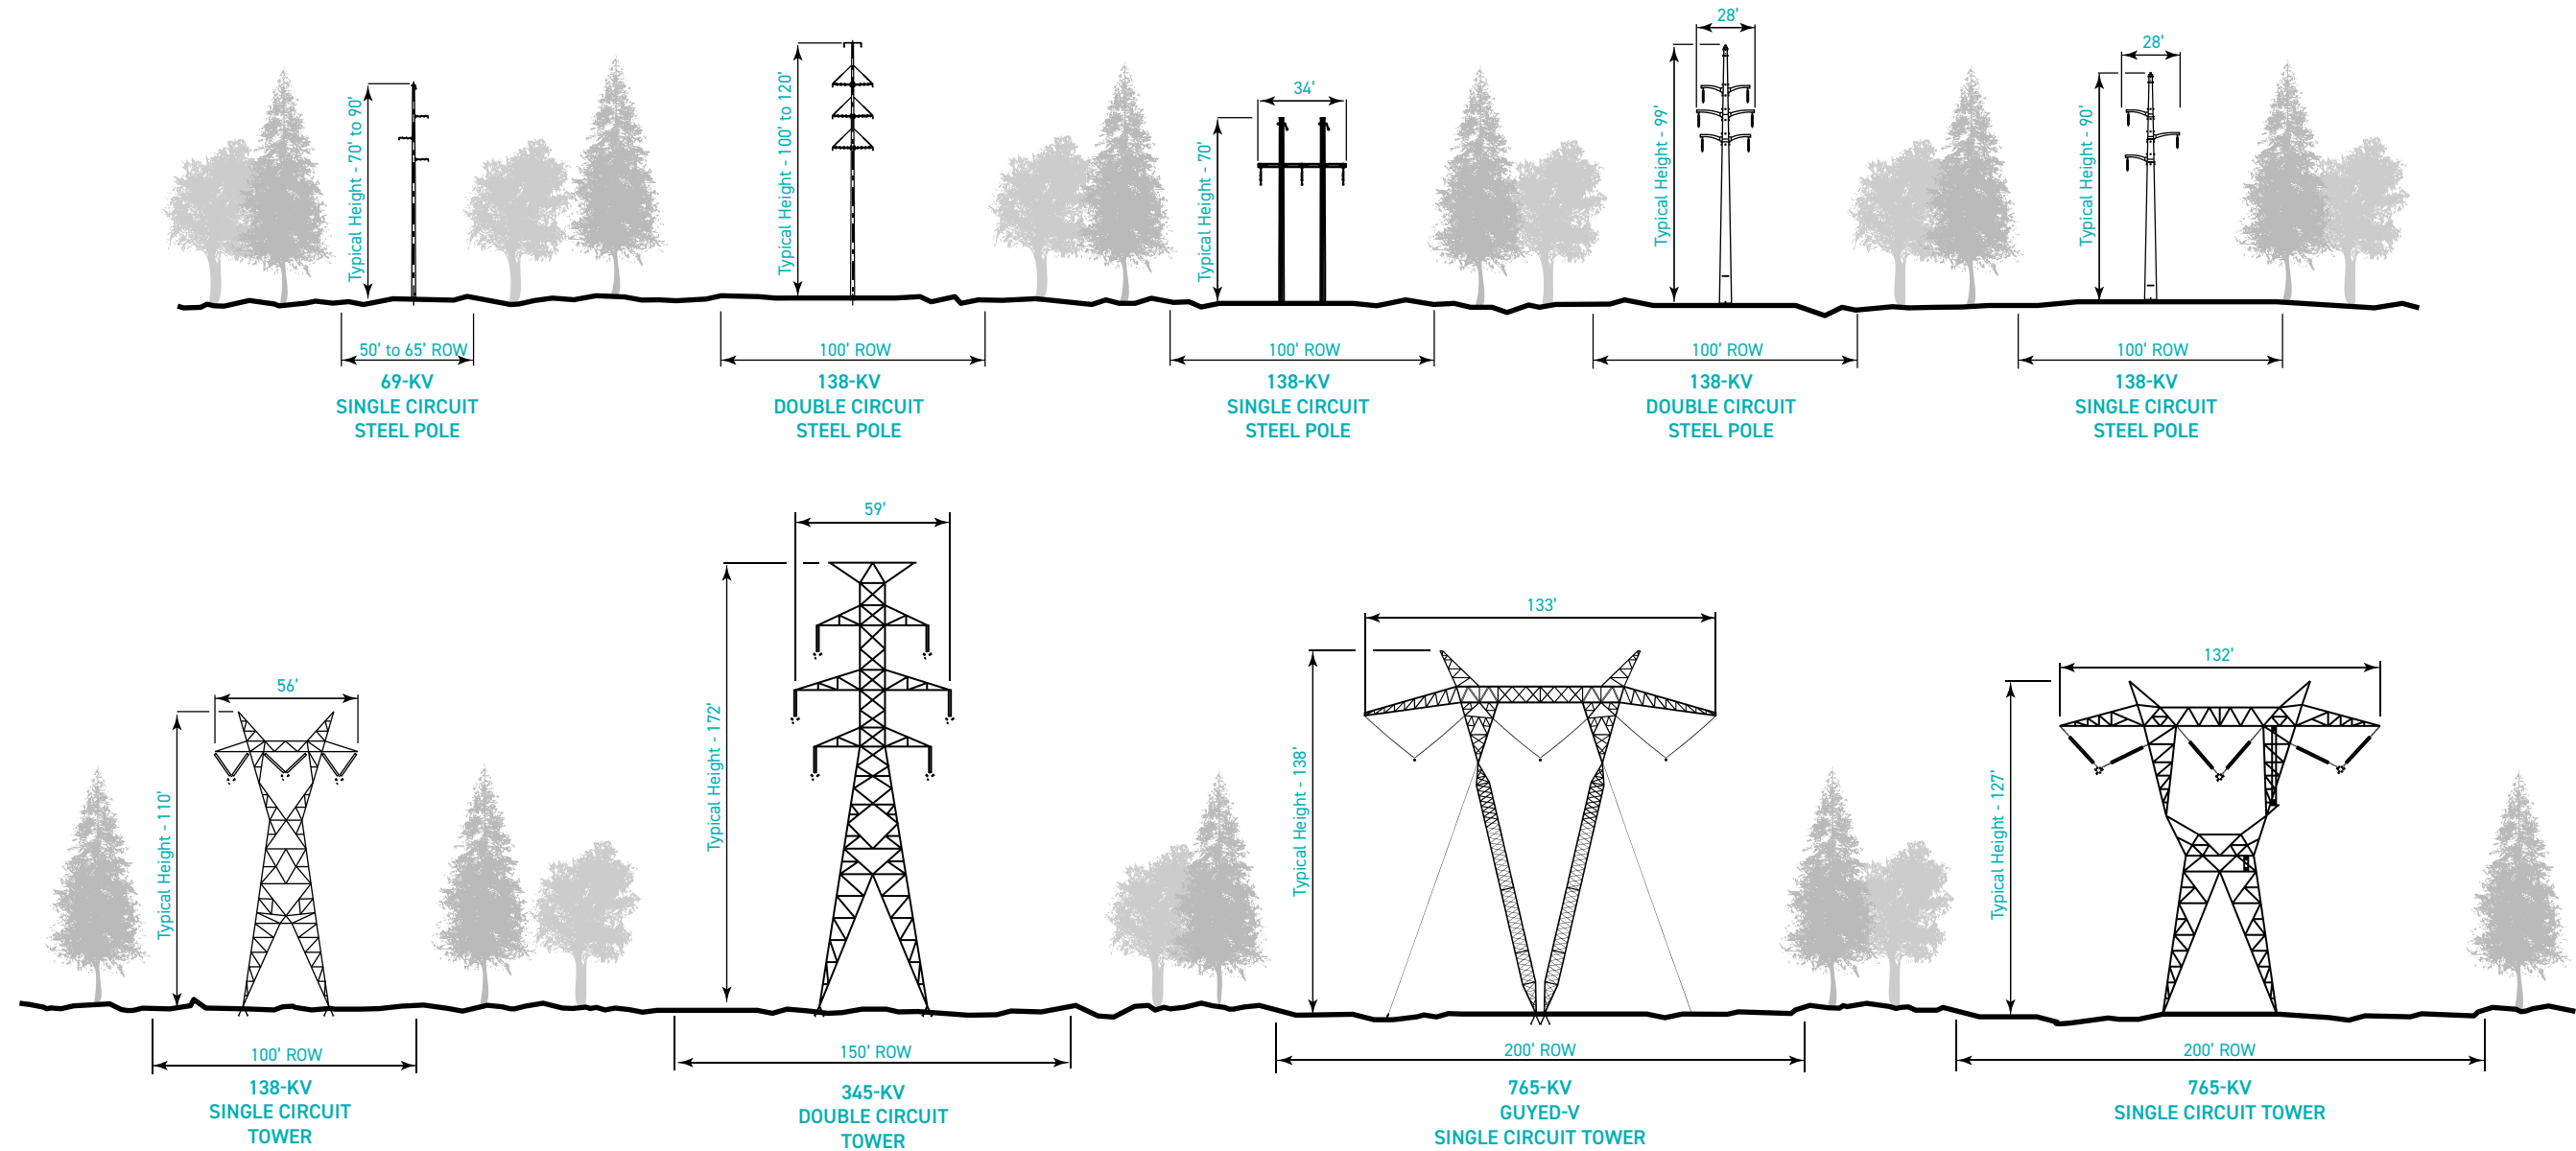 Typical Height - 70' to 90'
50' to 65' ROW
69-KV
SINGLE CIRCUIT
STEEL POLE
Typical Height - 100' to 120'
100' ROW
138-KV
DOUBLE CIRCUIT
STEEL POLE
34'
Typical Height - 70'
100' ROW
138-KV
SINGLE CIRCUIT
STEEL POLE
28'
Typical Height - 99'
100' ROW
138-KV
DOUBLE CIRCUIT
STEEL POLE
28'
Typical Height - 90'
100' ROW
138-KV
SINGLE CIRCUIT
STEEL POLE
56'
Typical Height - 110'
100' ROW
138-KV
SINGLE CIRCUIT
TOWER
59'
Typical Height - 172'
150' ROW
345-KV
DOUBLE CIRCUIT
TOWER
133'
Typical Height - 138'
200' ROW
765-KV
GUYED-V
SINGLE CIRCUIT TOWER
132'
Typical Height - 127'
200' ROW
765-KV
SINGLE CIRCUIT TOWER